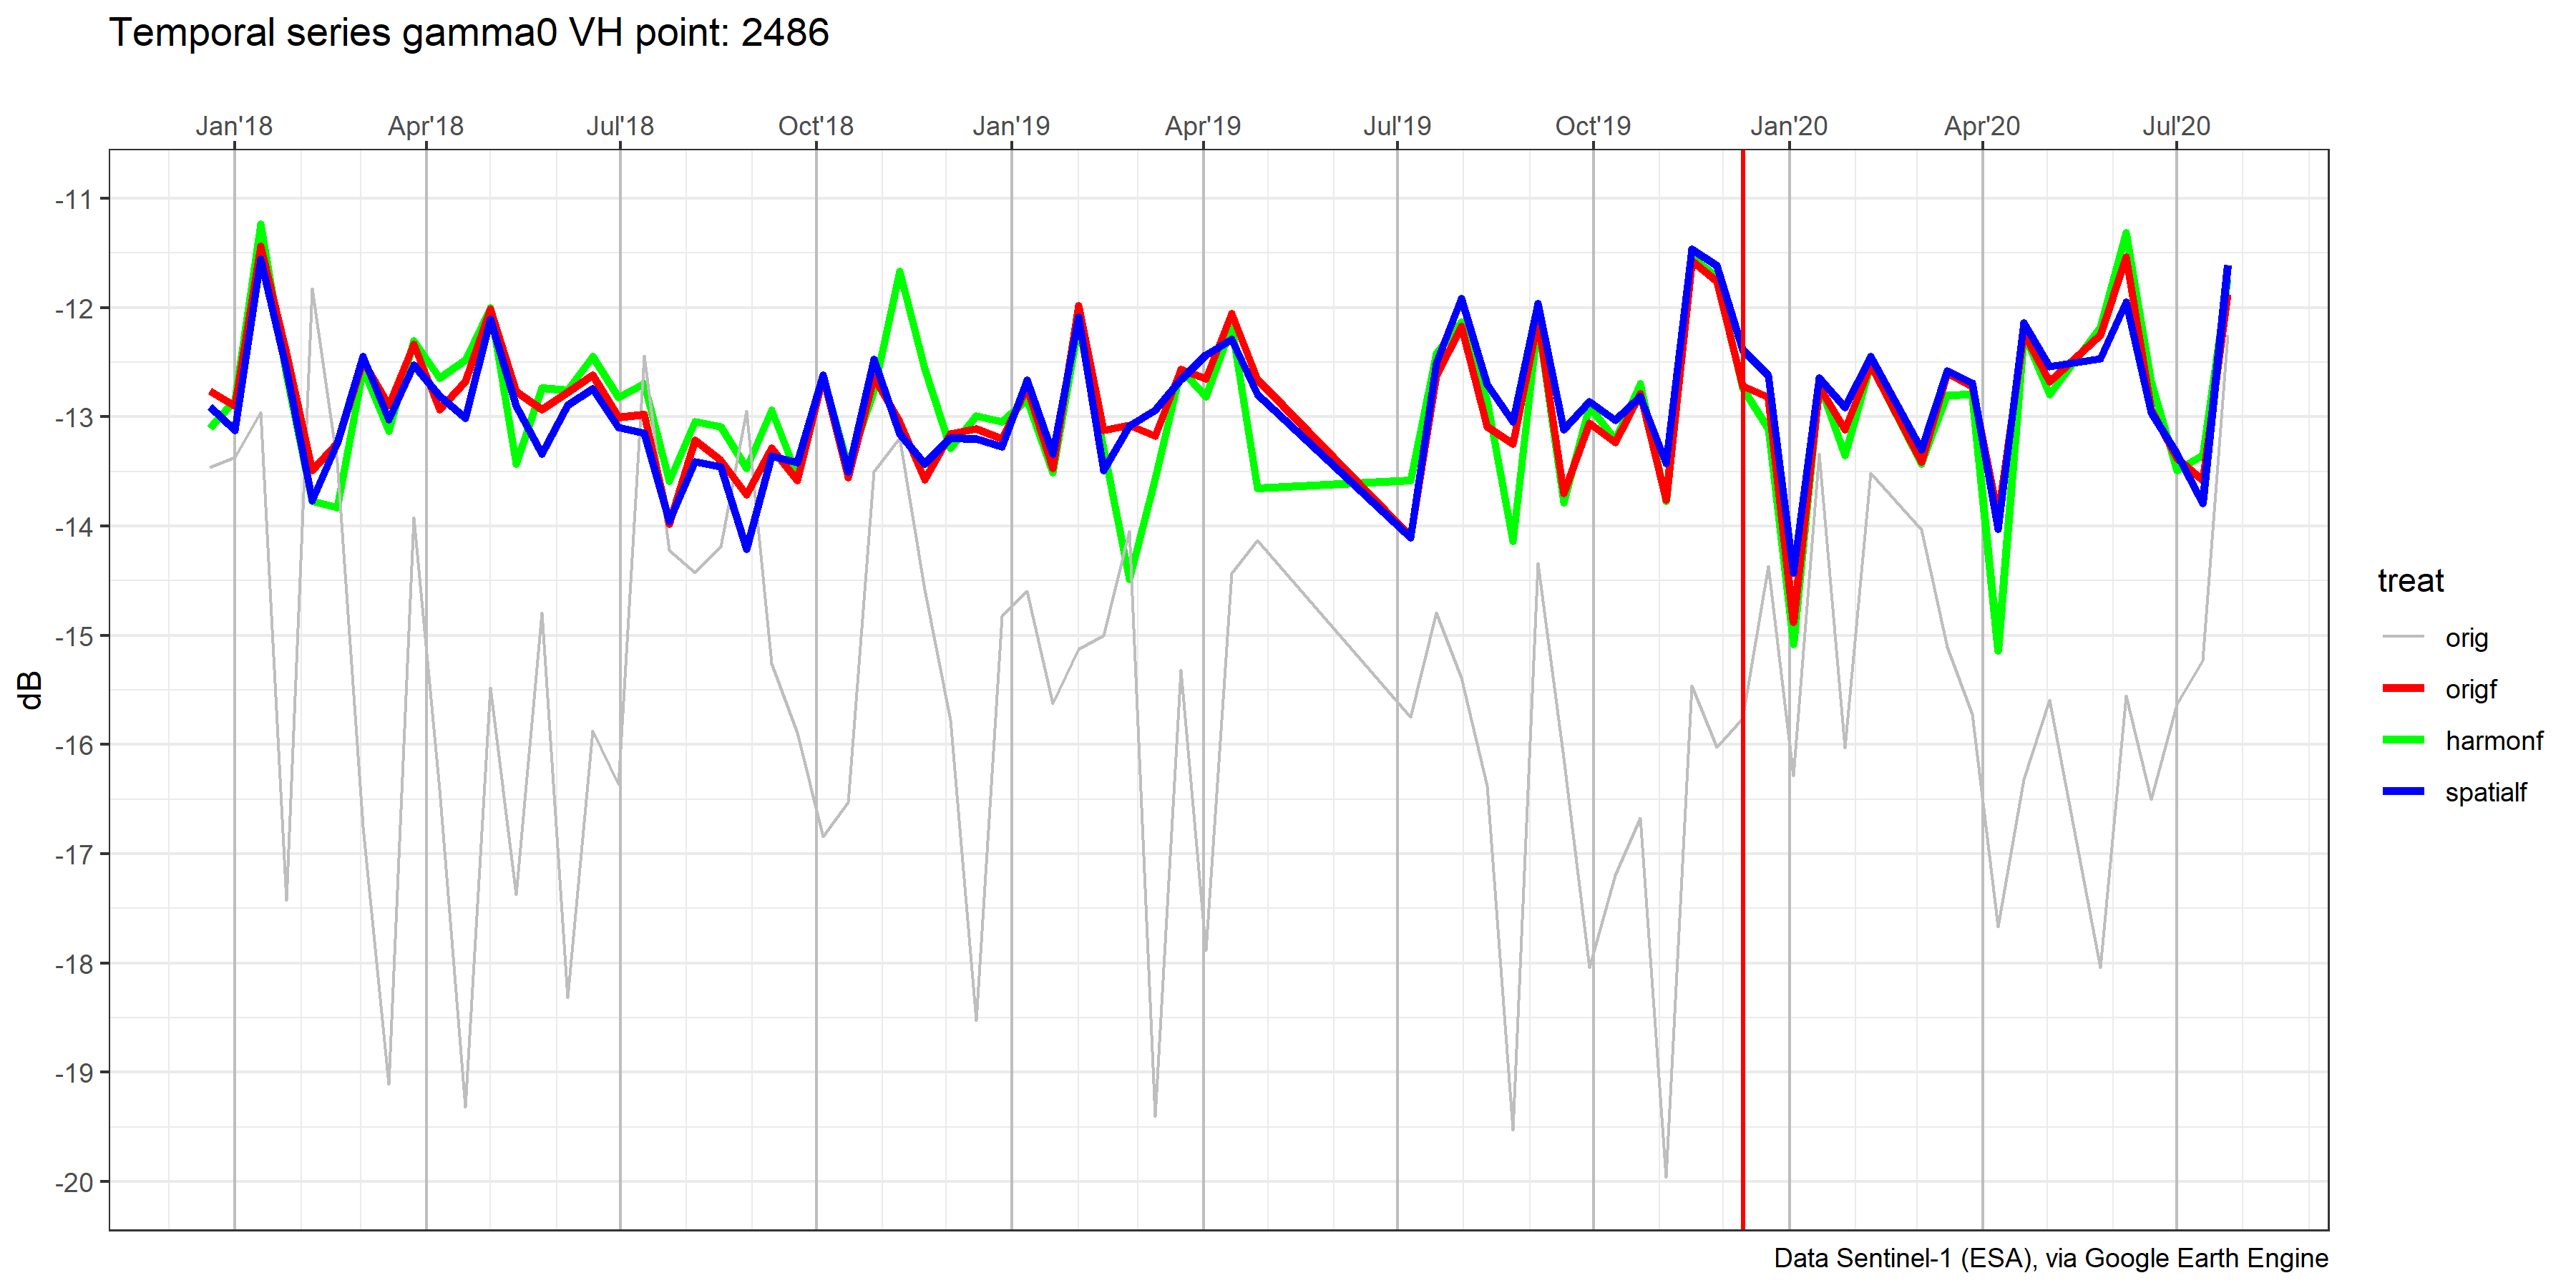 Temporal series gamma0 VH point: 2486
Jan'18 Apr'18 Jul'18 Oct'18 Jan'19 Apr'19 Jul'19 Oct'19 Jan'20 Apr'20 Jul'20
-11
-12
-13
-14
-15
-16
-17
-18
-19
-20
dB
treat
orig
origf
harmonf
spatialf
Data Sentinel-1 (ESA), via Google Earth Engine